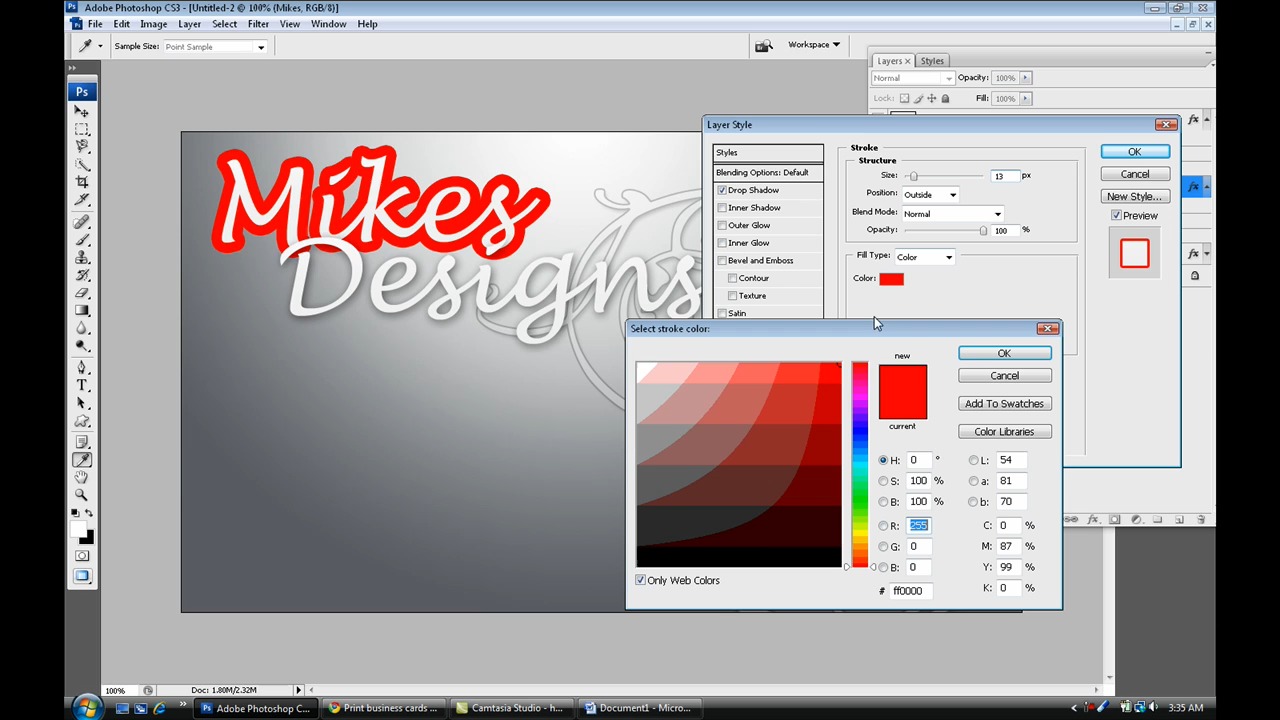 Adobe Photoshop CS3 - [Untitled-2 @ 100% (Mikes, RGB/8)]
File Edit Image Layer Select Filter View Window Help
Sample Size: Point Sample
Workspace
Layers × Styles
Normal Opacity: 100%
Lock: Fill: 100%
Ps
Mikes
Designs
Layer Style
Styles
Blending Options: Default
Drop Shadow
Inner Shadow
Outer Glow
Inner Glow
Bevel and Emboss
Contour
Texture
Satin
Stroke
Structure
Size: 13 px
Position: Outside
Blend Mode: Normal
Opacity: 100 %
Fill Type: Color
Color:
OK
Cancel
New Style...
Preview
Select stroke color:
new
current
OK
Cancel
Add To Swatches
Color Libraries
H: 0 ° L: 54
S: 100 % a: 81
B: 100 % b: 70
R: 255 C: 0 %
G: 0 M: 87 %
B: 0 Y: 99 %
# ff0000 K: 0 %
Only Web Colors
100% Doc: 1.80M/2.32M
Adobe Photoshop C... Print business cards ... Camtasia Studio - h... Document1 - Micro... 3:35 AM